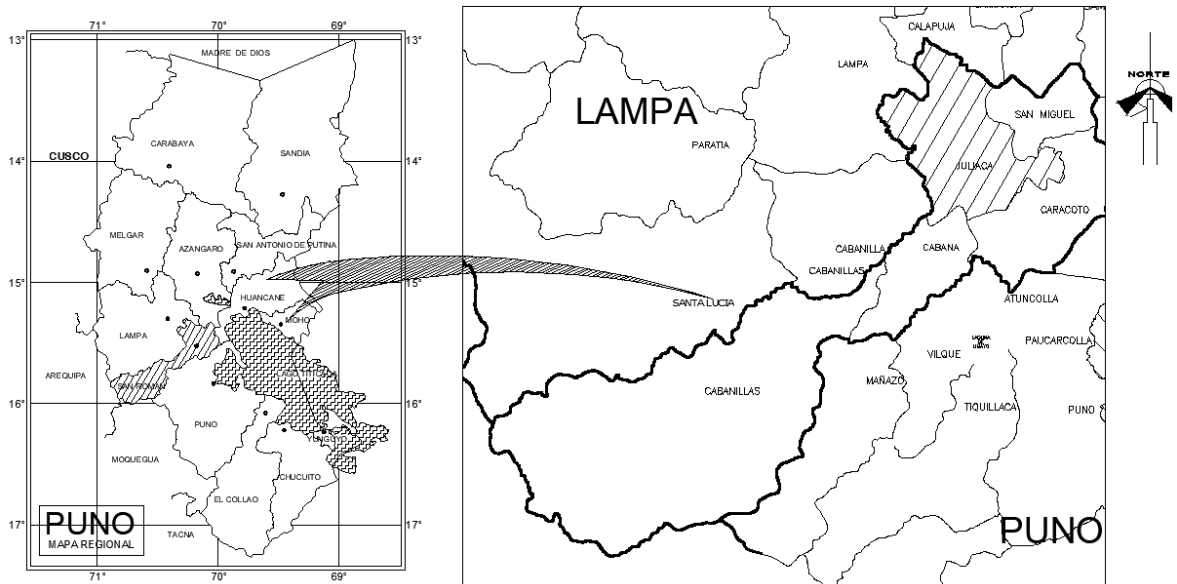 71°
70°
69°
13°
13°
MADRE DE DIOS
CARABAYA
CUSCO
SANDIA
14°
14°
MELGAR
AZANGARO
SAN ANTONIO DE PUTINA
15°
15°
HUANCANE
MOHO
LAMPA
LAGO TITICACA
AREQUIPA
SAN ROMAN
16°
16°
PUNO
YUNGUYO
MOQUEGUA
CHUCUITO
EL COLLAO
17°
17°
TACNA
PUNO
MAPA REGIONAL
71°
70°
69°
CALAPUJA
LAMPA
LAMPA
PARATIA
SAN MIGUEL
JULIACA
CARACOTO
CABANILLA
CABANA
CABANILLAS
SANTA LUCIA
ATUNCOLLA
VILQUE
PAUCARCOLLA
CABANILLAS
MAÑAZO
TIQUILLACA
PUNO
PUNO
NORTE